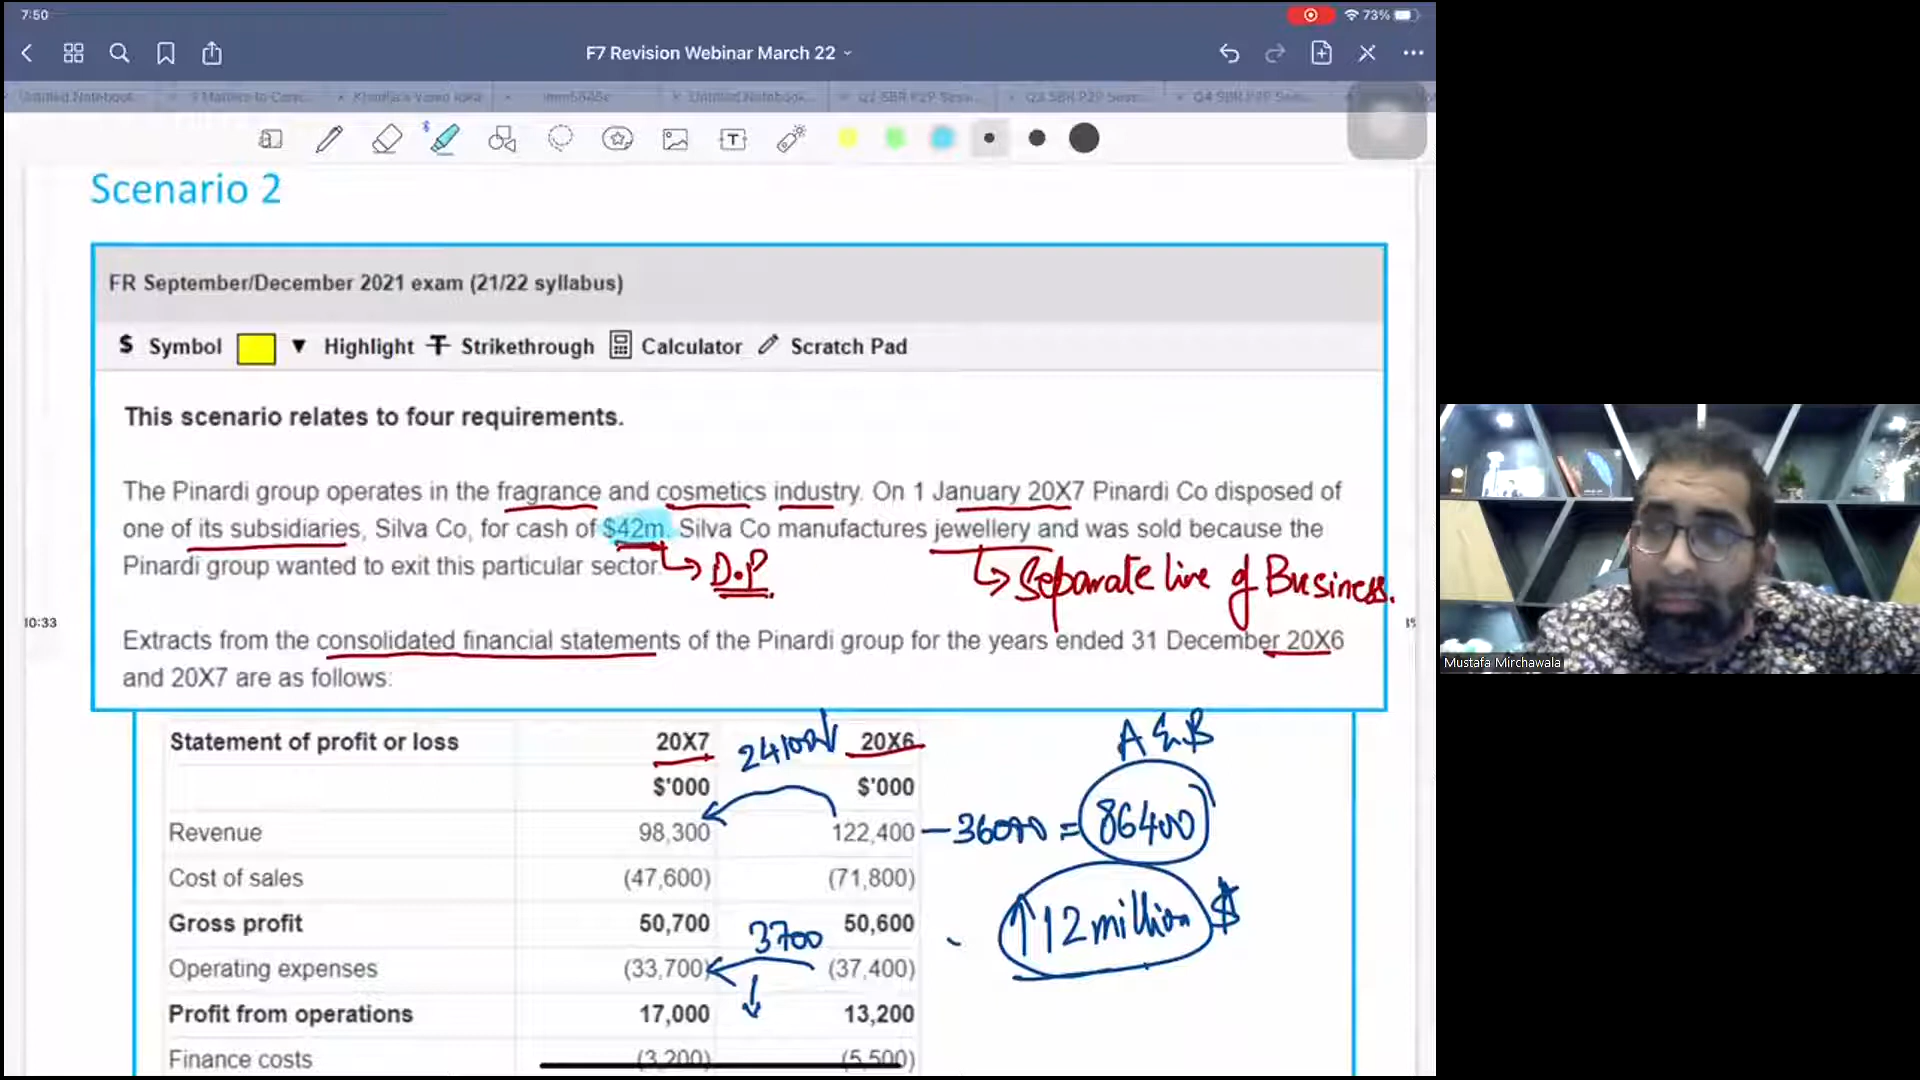 7:50
73%
F7 Revision Webinar March 22
Untitled Notebook...
Untitled Notebook...
Scenario 2
FR September/December 2021 exam (21/22 syllabus)
$ Symbol Highlight Strikethrough Calculator Scratch Pad
This scenario relates to four requirements.
The Pinardi group operates in the fragrance and cosmetics industry. On 1 January 20X7 Pinardi Co disposed of
one of its subsidiaries, Silva Co, for cash of $42m. Silva Co manufactures jewellery and was sold because the
Pinardi group wanted to exit this particular sector.
D.P
Separate line of Business.
10:33
Extracts from the consolidated financial statements of the Pinardi group for the years ended 31 December 20X6
and 20X7 are as follows:
Mustafa Mirchawala
A & B
Statement of profit or loss 20X7 24100 20X6
$'000 $'000
Revenue 98,300 122,400 - 36000 = 86400
Cost of sales (47,600) (71,800)
Gross profit 50,700 50,600
↑12 million $
3700
Operating expenses (33,700) (37,400)
Profit from operations 17,000 13,200
Finance costs (3,200) (5,500)